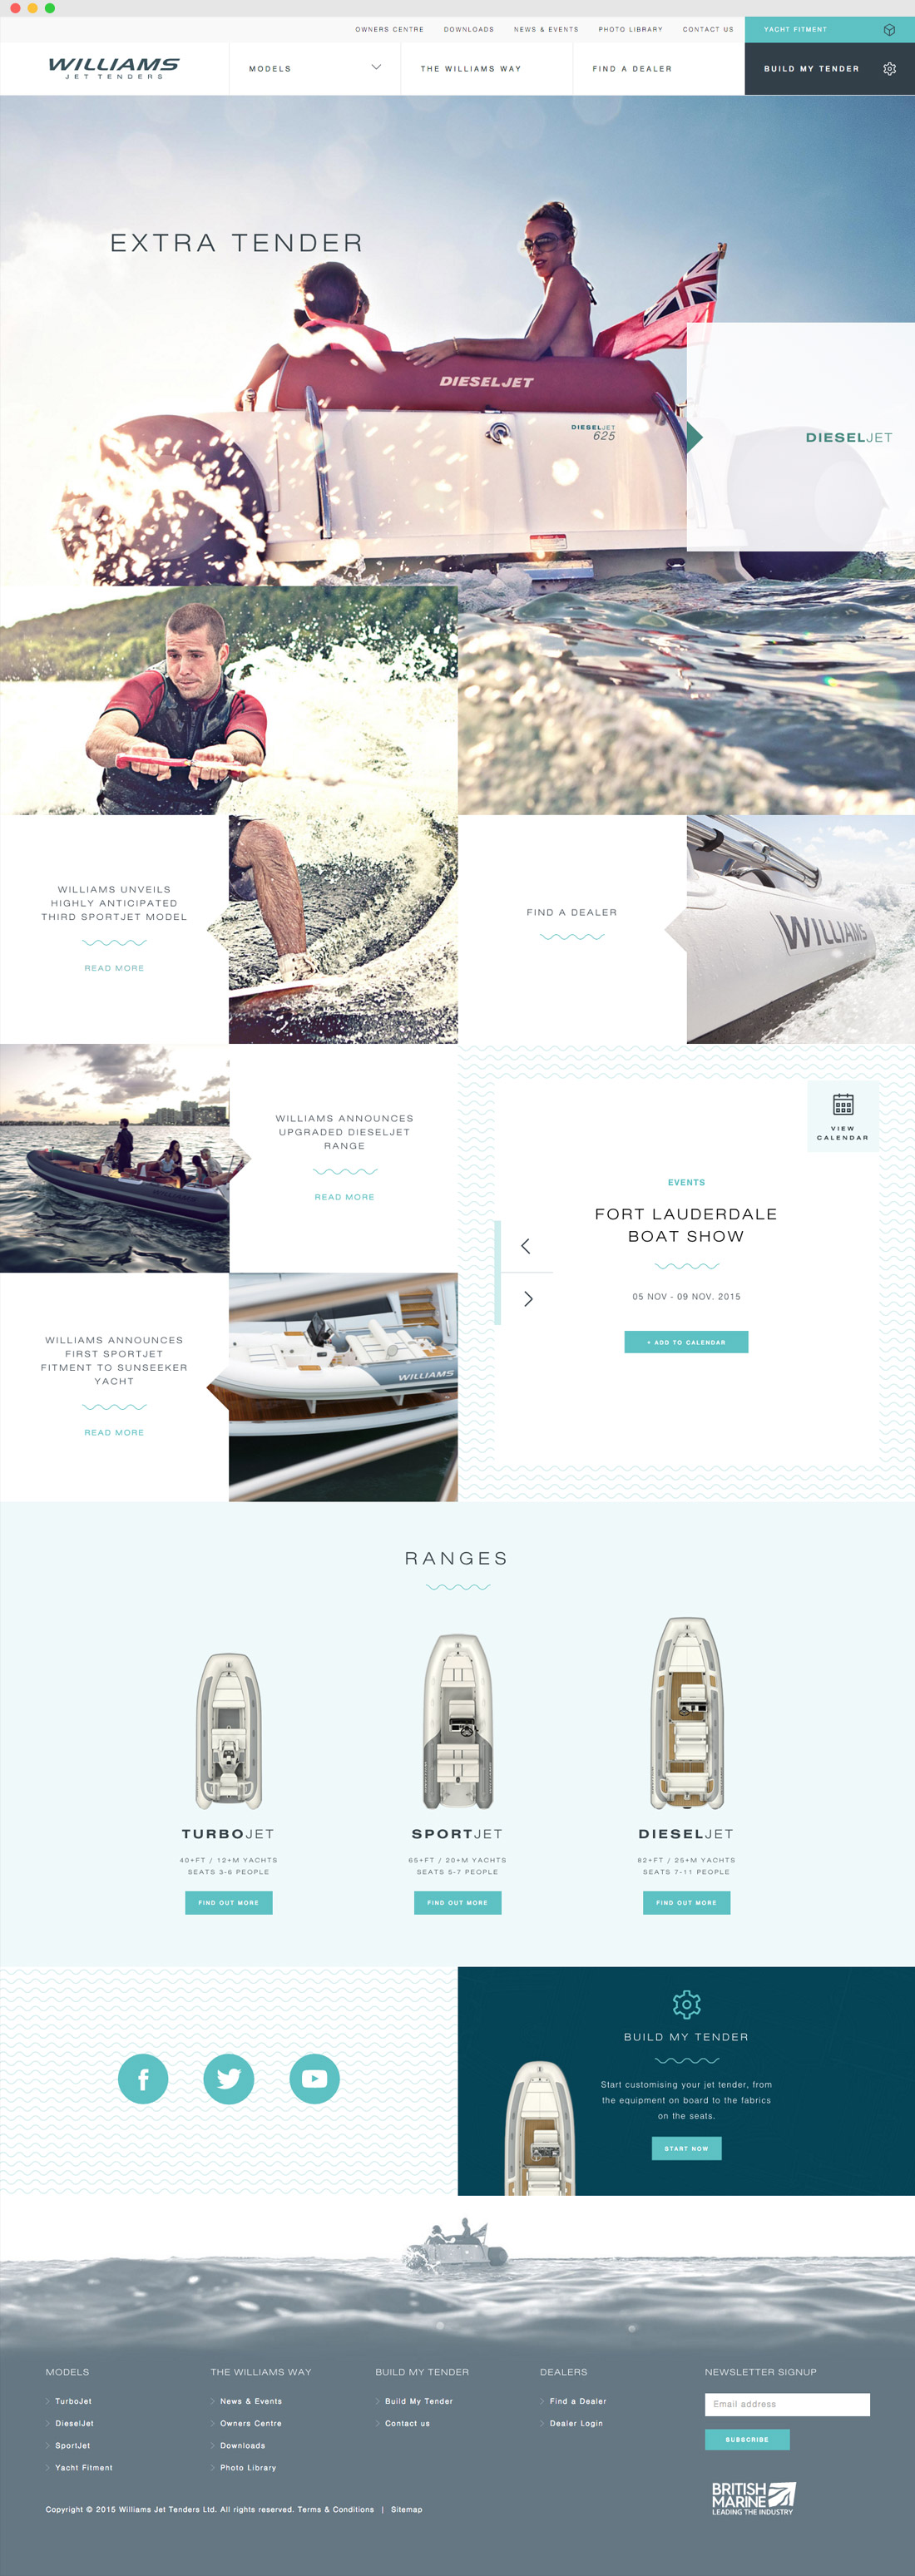 OWNERS CENTRE DOWNLOADS NEWS & EVENTS PHOTO LIBRARY CONTACT US YACHT FITMENT
WILLIAMS
JET TENDERS
MODELS THE WILLIAMS WAY FIND A DEALER BUILD MY TENDER
EXTRA TENDER
DIESELJET
DIESELJET
625
DIESELJET
WILLIAMS UNVEILS
HIGHLY ANTICIPATED
THIRD SPORTJET MODEL
READ MORE
FIND A DEALER
WILLIAMS
WILLIAMS ANNOUNCES
UPGRADED DIESELJET
RANGE
READ MORE
WILLIAMS
VIEW
CALENDAR
EVENTS
FORT LAUDERDALE
BOAT SHOW
05 NOV - 09 NOV. 2015
+ ADD TO CALENDAR
WILLIAMS ANNOUNCES
FIRST SPORTJET
FITMENT TO SUNSEEKER
YACHT
READ MORE
WILLIAMS
RANGES
TURBOJET
40+FT / 12+M YACHTS
SEATS 3-6 PEOPLE
FIND OUT MORE
SPORTJET
65+FT / 20+M YACHTS
SEATS 5-7 PEOPLE
FIND OUT MORE
DIESELJET
82+FT / 25+M YACHTS
SEATS 7-11 PEOPLE
FIND OUT MORE
BUILD MY TENDER
Start customising your jet tender, from
the equipment on board to the fabrics
on the seats.
START NOW
MODELS
TurboJet
DieselJet
SportJet
Yacht Fitment
THE WILLIAMS WAY
News & Events
Owners Centre
Downloads
Photo Library
BUILD MY TENDER
Build My Tender
Contact us
DEALERS
Find a Dealer
Dealer Login
NEWSLETTER SIGNUP
Email address
SUBSCRIBE
BRITISH
MARINE
LEADING THE INDUSTRY
Copyright © 2015 Williams Jet Tenders Ltd. All rights reserved. Terms & Conditions | Sitemap